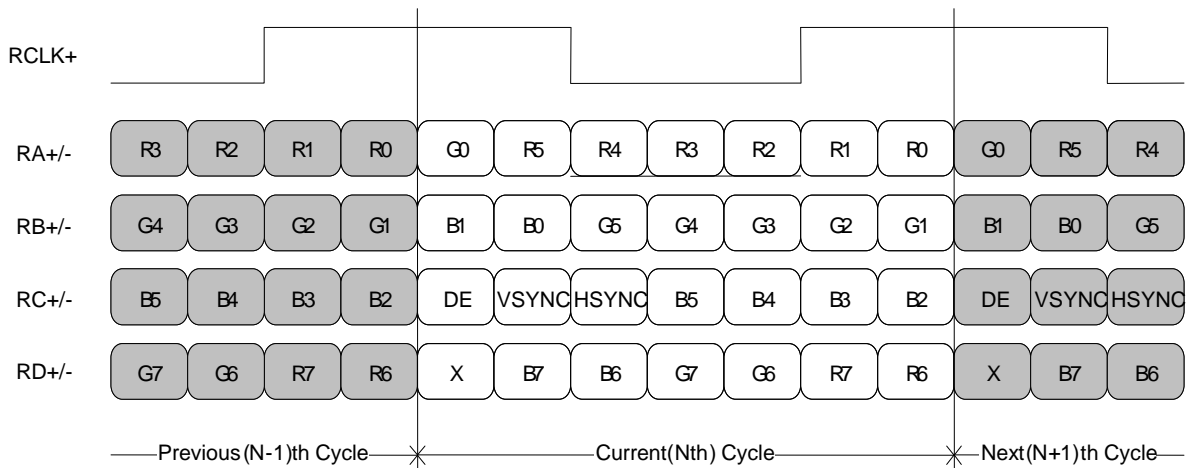 RCLK+
RA+/- R3 R2 R1 R0 G0 R5 R4 R3 R2 R1 R0 G0 R5 R4
RB+/- G4 G3 G2 G1 B1 B0 G5 G4 G3 G2 G1 B1 B0 G5
RC+/- B5 B4 B3 B2 DE VSYNC HSYNC B5 B4 B3 B2 DE VSYNC HSYNC
RD+/- G7 G6 R7 R6 X B7 B6 G7 G6 R7 R6 X B7 B6
Previous (N-1)th Cycle Current(Nth) Cycle Next(N+1)th Cycle